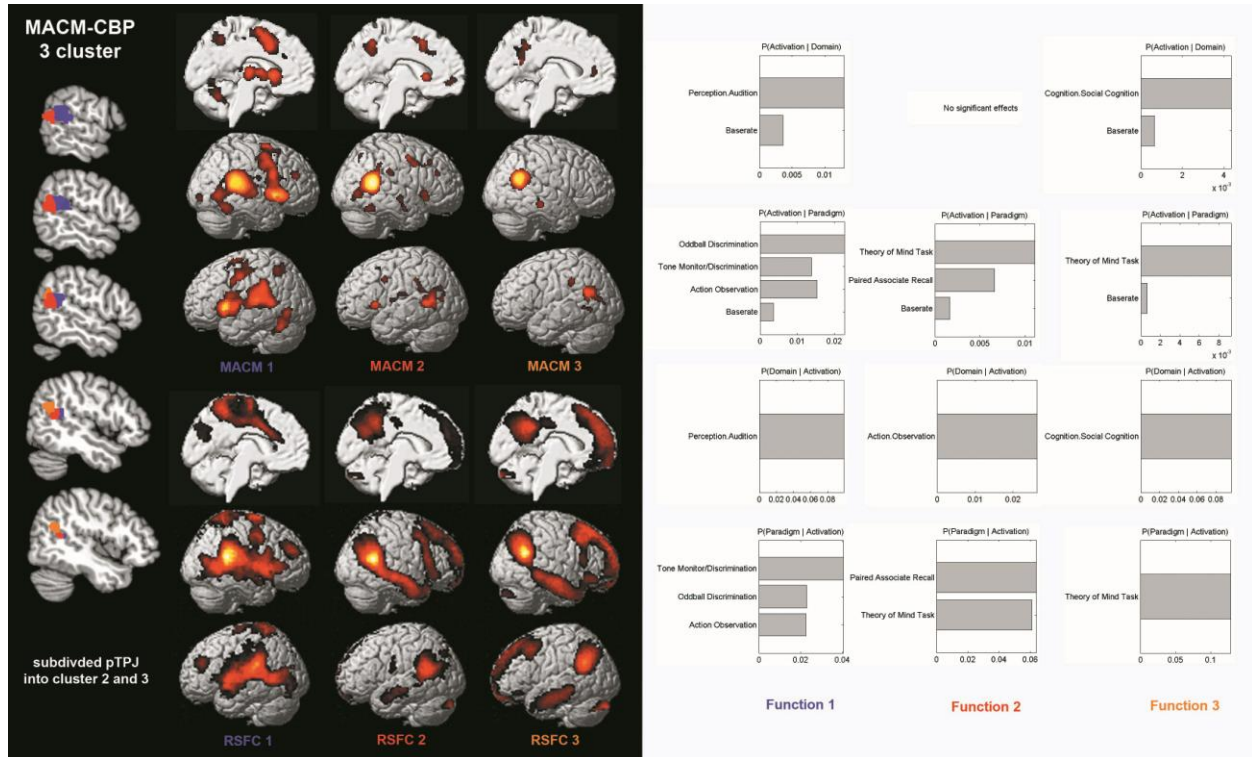 MACM-CBP
3 cluster
MACM 1
MACM 2
MACM 3
subdivded pTPJ
into cluster 2 and 3
RSFC 1
RSFC 2
RSFC 3
P(Activation | Domain)
Perception.Audition
Baserate
0.005
0.01
No significant effects
P(Activation | Domain)
Cognition.Social Cognition
Baserate
0
2
4
x 10⁻³
P(Activation | Paradigm)
Oddball Discrimination
Tone Monitor/Discrimination
Action Observation
Baserate
0
0.01
0.02
P(Activation | Paradigm)
Theory of Mind Task
Paired Associate Recall
Baserate
0
0.005
0.01
P(Activation | Paradigm)
Theory of Mind Task
Baserate
0
2
4
6
8
x 10⁻³
P(Domain | Activation)
Perception.Audition
0
0.02
0.04
0.06
0.08
P(Domain | Activation)
Action.Observation
0
0.01
0.02
P(Domain | Activation)
Cognition.Social Cognition
0
0.02
0.04
0.06
0.08
P(Paradigm | Activation)
Tone Monitor/Discrimination
Oddball Discrimination
Action Observation
0.02
0.04
P(Paradigm | Activation)
Paired Associate Recall
Theory of Mind Task
0
0.02
0.04
0.06
P(Paradigm | Activation)
Theory of Mind Task
0
0.05
0.1
Function 1
Function 2
Function 3